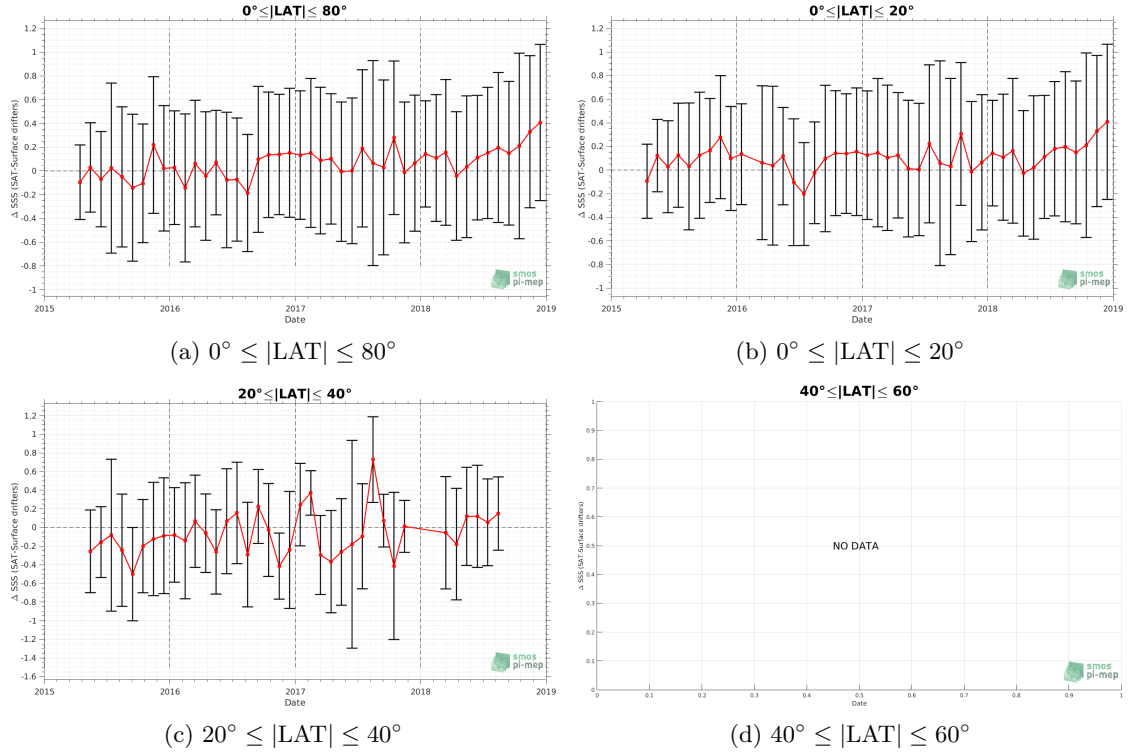 0°≤|LAT|≤ 80°
1.2
1
0.8
0.6
0.4
0.2
0
-0.2
-0.4
-0.6
-0.8
-1
Δ SSS (SAT-Surface drifters)
2015 2016 2017 2018 2019
Date
smos
pi-mep
(a) 0° ≤ |LAT| ≤ 80°
0°≤|LAT|≤ 20°
1.2
1
0.8
0.6
0.4
0.2
0
-0.2
-0.4
-0.6
-0.8
-1
Δ SSS (SAT-Surface drifters)
2015 2016 2017 2018 2019
Date
smos
pi-mep
(b) 0° ≤ |LAT| ≤ 20°
20°≤|LAT|≤ 40°
1.2
1
0.8
0.6
0.4
0.2
0
-0.2
-0.4
-0.6
-0.8
-1
-1.2
-1.4
-1.6
Δ SSS (SAT-Surface drifters)
2015 2016 2017 2018 2019
Date
smos
pi-mep
(c) 20° ≤ |LAT| ≤ 40°
40°≤|LAT|≤ 60°
1
0.9
0.8
0.7
0.6
0.5
0.4
0.3
0.2
0.1
0
Δ SSS (SAT-Surface drifters)
NO DATA
0 0.1 0.2 0.3 0.4 0.5 0.6 0.7 0.8 0.9 1
Date
smos
pi-mep
(d) 40° ≤ |LAT| ≤ 60°